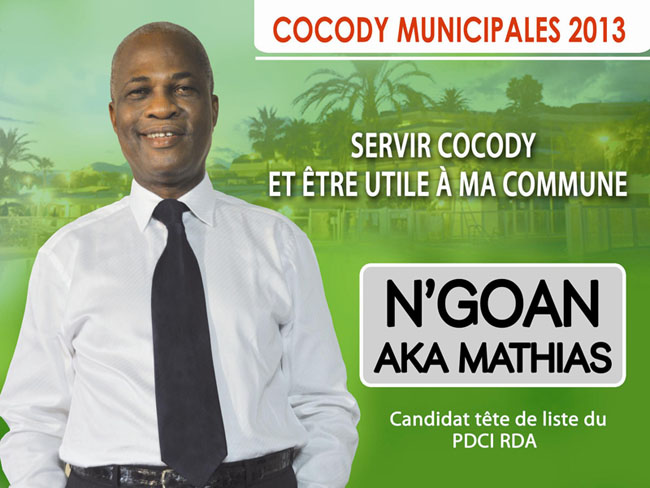 COCODY MUNICIPALES 2013
SERVIR COCODY
ET ÊTRE UTILE À MA COMMUNE
N'GOAN
AKA MATHIAS
Candidat tête de liste du
PDCI RDA